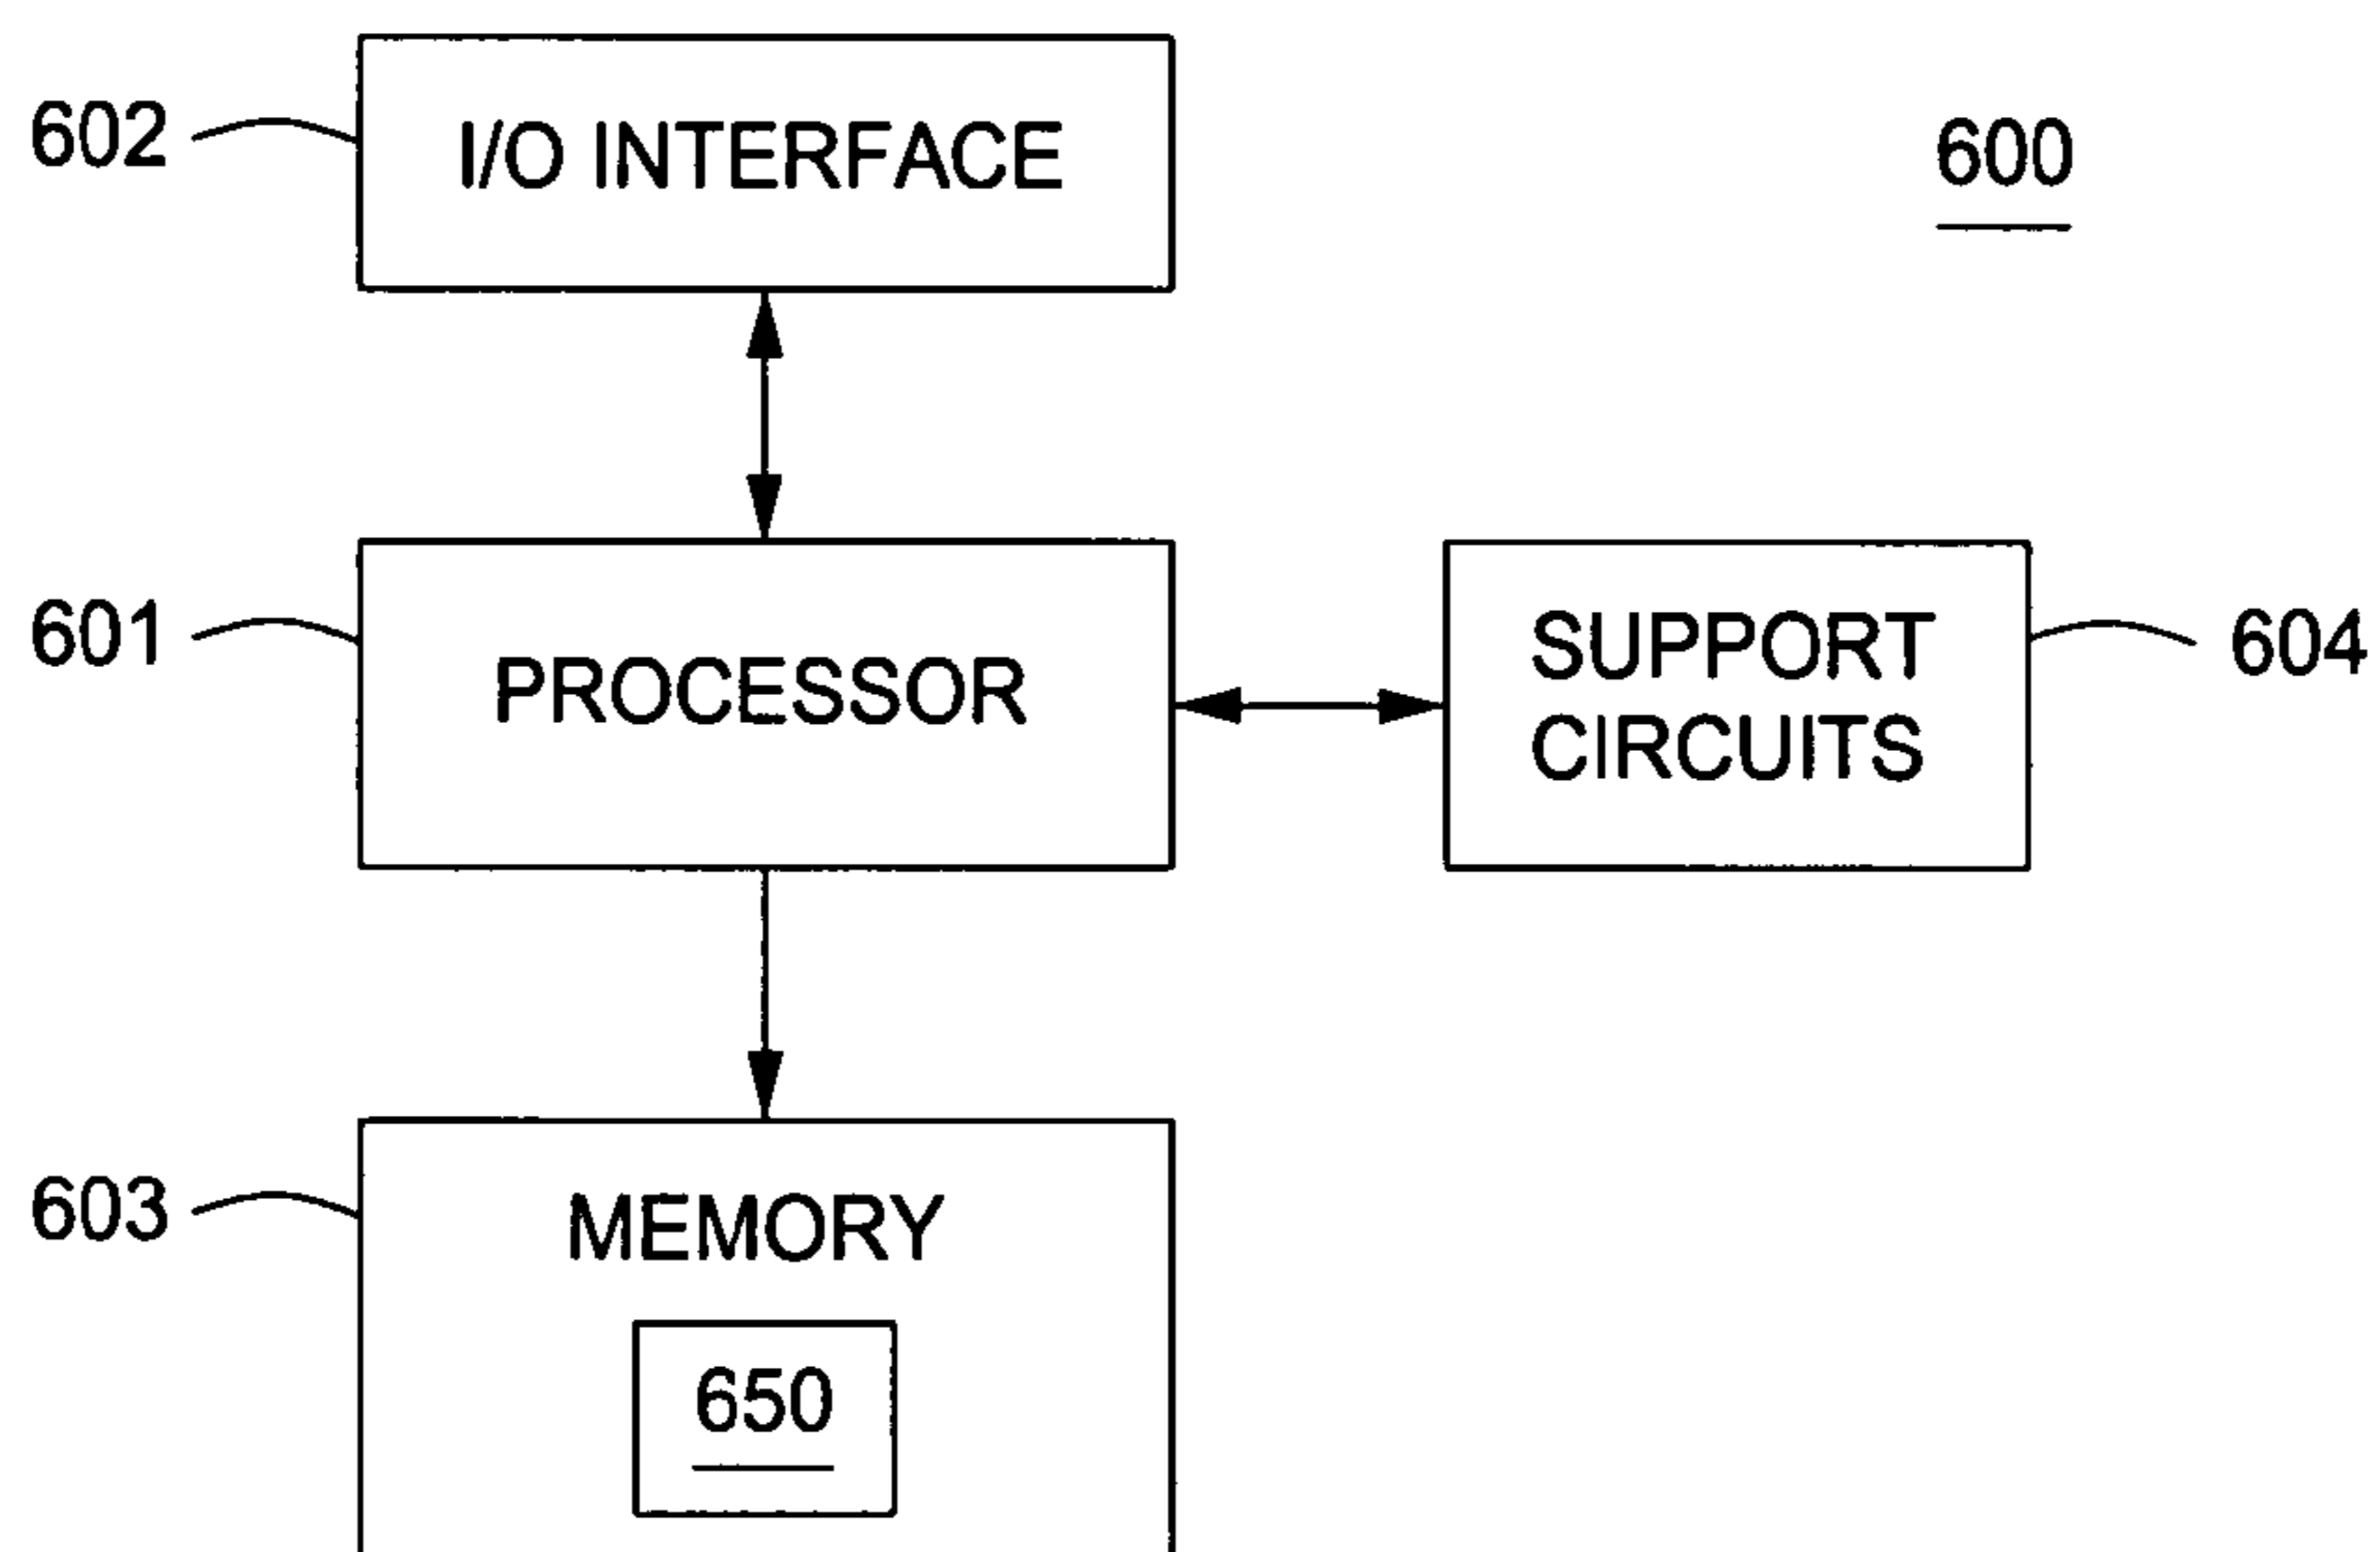 602
I/O INTERFACE
600
601
PROCESSOR
SUPPORT
CIRCUITS
604
603
MEMORY
650